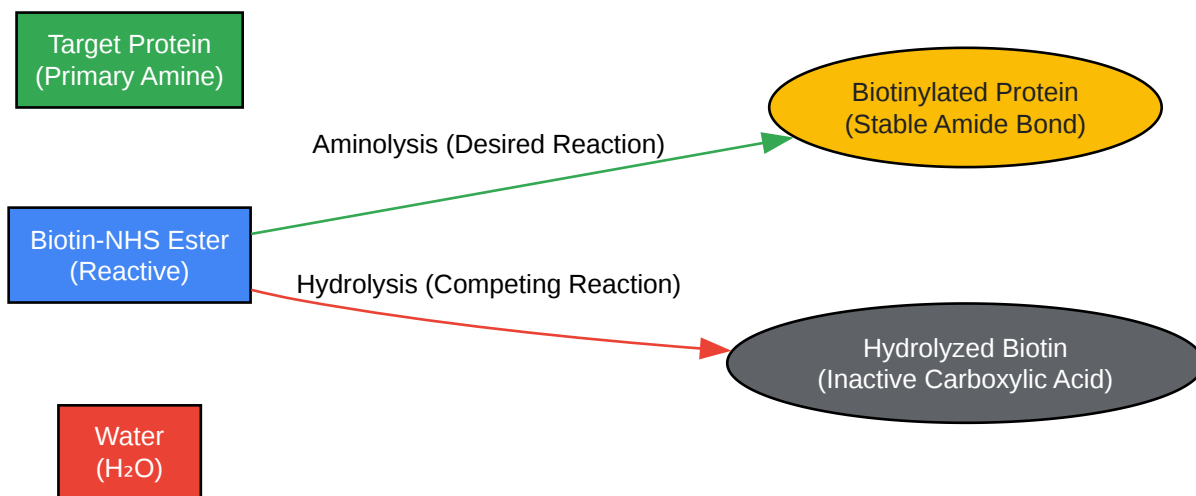 Target Protein
(Primary Amine)
Biotinylated Protein
(Stable Amide Bond)
Aminolysis (Desired Reaction)
Biotin-NHS Ester
(Reactive)
Hydrolysis (Competing Reaction)
Hydrolyzed Biotin
(Inactive Carboxylic Acid)
Water
(H₂O)